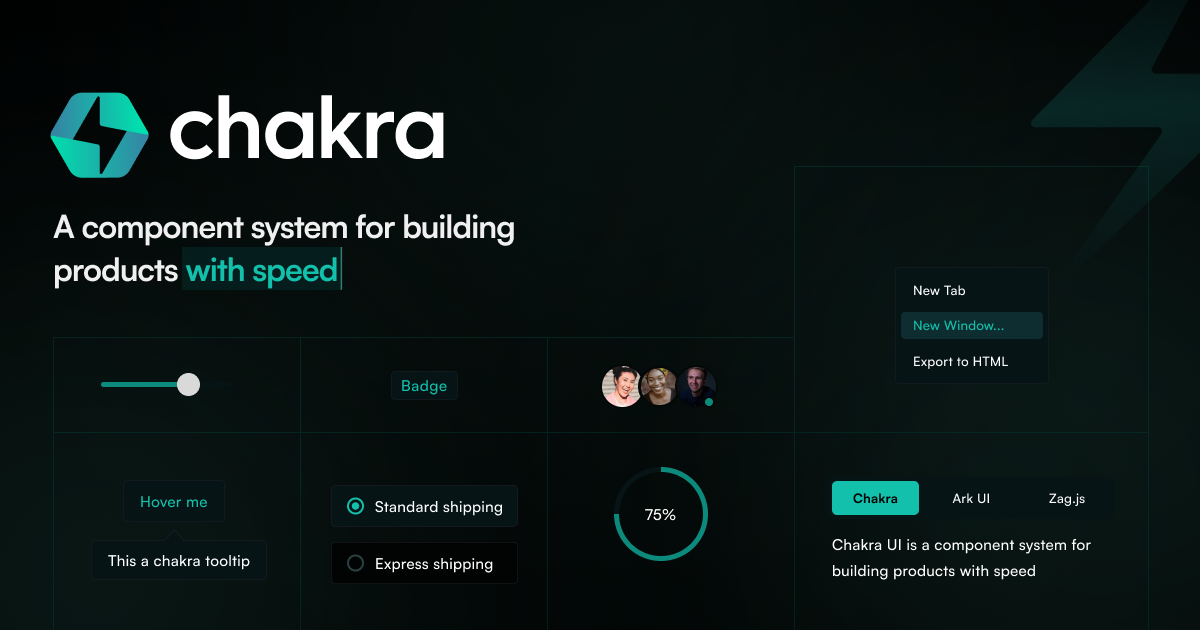 chakra
A component system for building
products with speed
New Tab
New Window...
Export to HTML
Badge
Hover me
This a chakra tooltip
Standard shipping
Express shipping
75%
Chakra
Ark UI
Zag.js
Chakra UI is a component system for
building products with speed